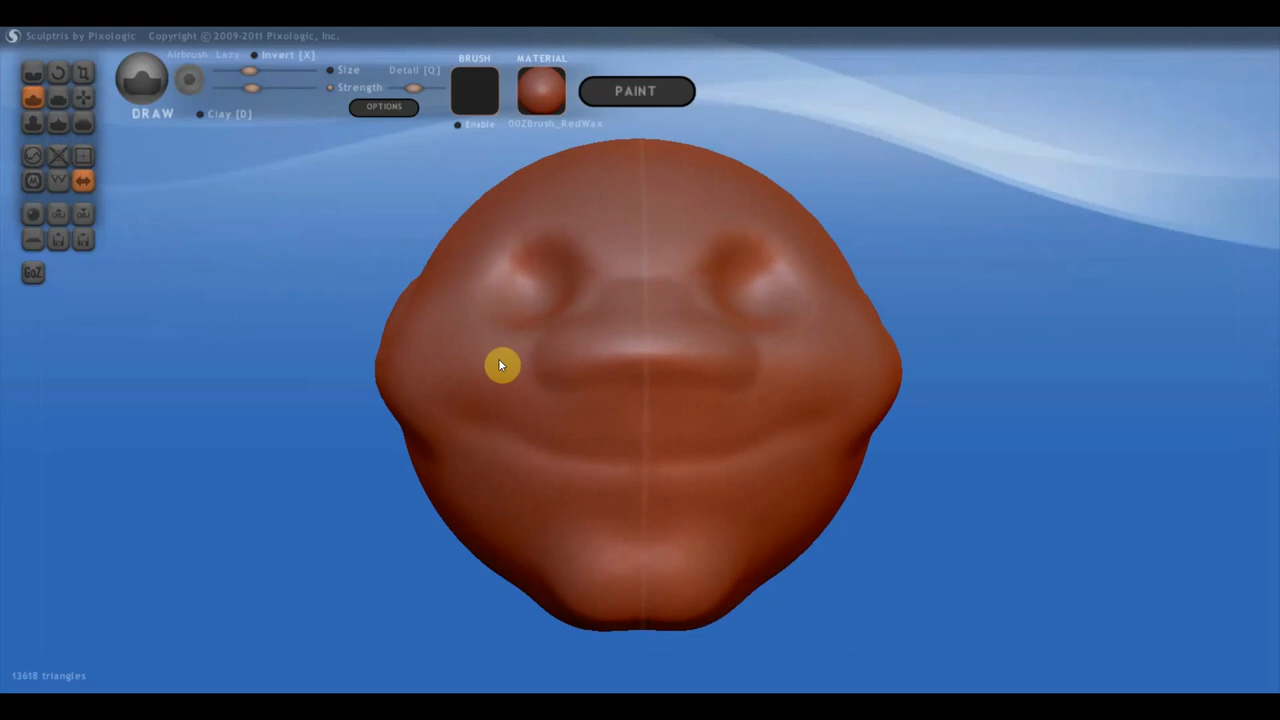 Sculptris by Pixologic Copyright © 2009-2011 Pixologic, Inc.
Airbrush Lazy Invert [X]
BRUSH MATERIAL
Size Detail [Q]
Strength
PAINT
OPTIONS
DRAW Clay [D]
Enable 00ZBrush_RedWax
GoZ
13618 triangles